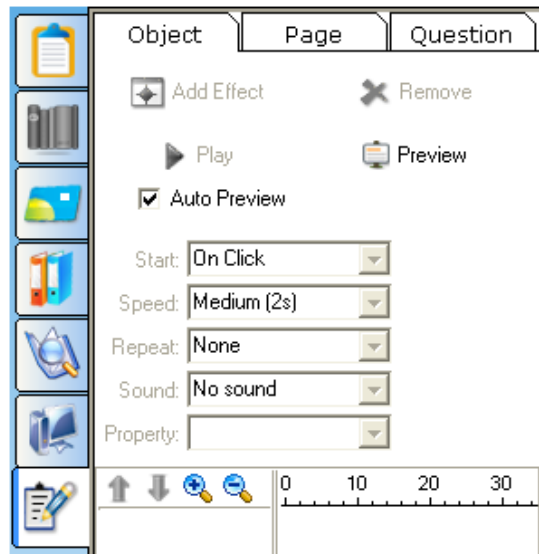 Object Page Question
Add Effect Remove
Play Preview
Auto Preview
Start: On Click
Speed: Medium (2s)
Repeat: None
Sound: No sound
Property:
0 10 20 30